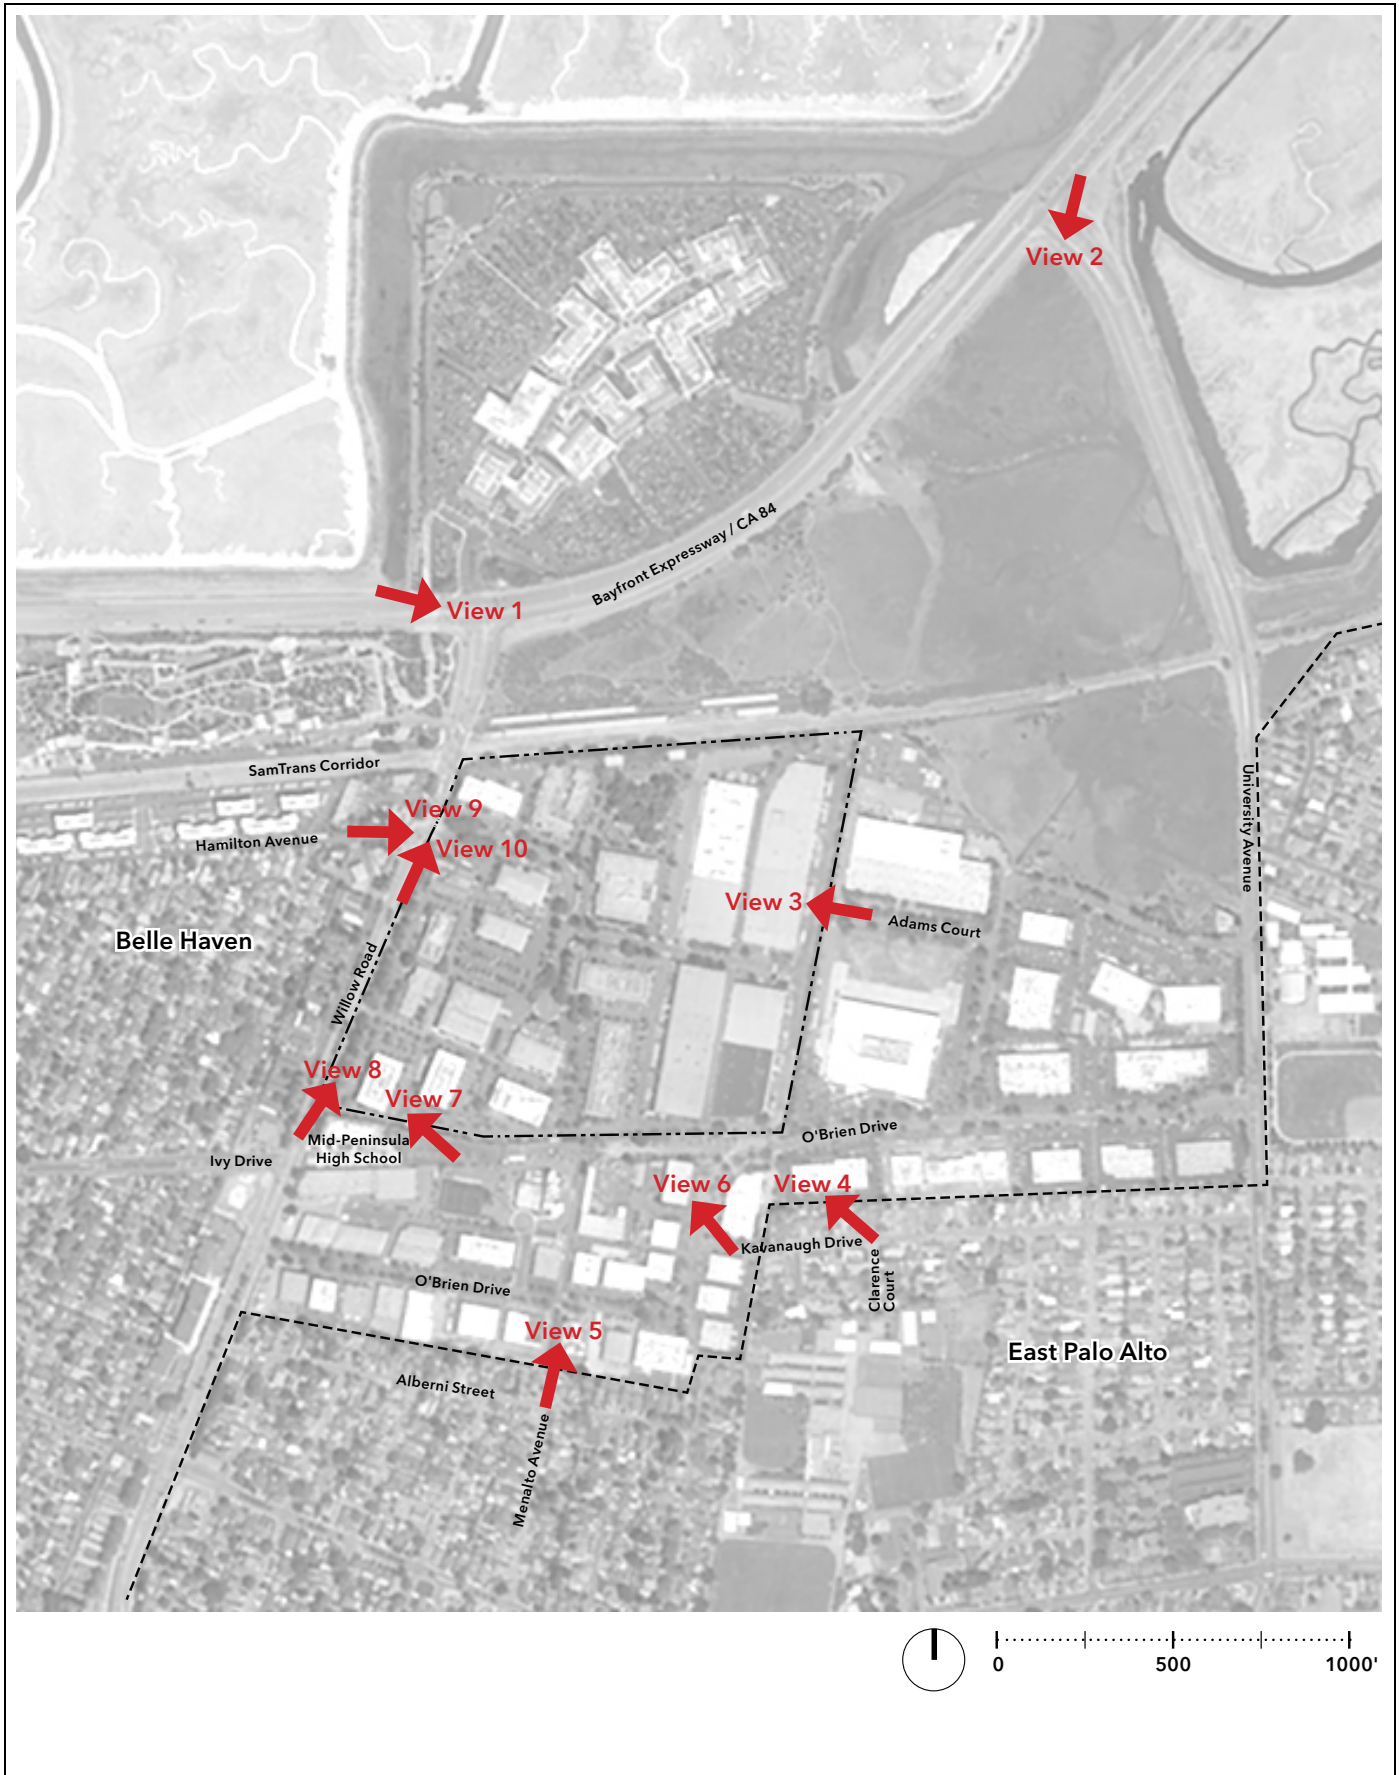 View 2
Bayfront Expressway / CA 84
View 1
SamTrans Corridor
University Avenue
View 9
Hamilton Avenue
View 10
View 3
Adams Court
Belle Haven
Willow Road
View 8
View 7
O'Brien Drive
Mid-Peninsula
High School
Ivy Drive
View 6
View 4
Kavanaugh Drive
Clarence
Court
O'Brien Drive
View 5
East Palo Alto
Alberni Street
Menalto Avenue
0 500 1000'